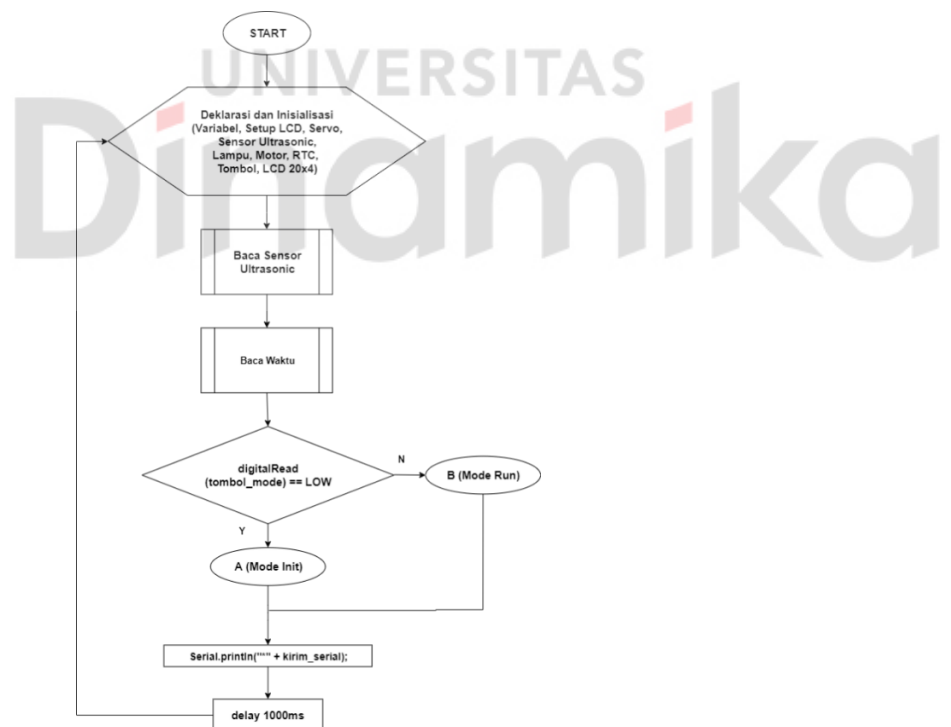 START
UNIVERSITAS
Dinamika
Deklarasi dan Inisialisasi
(Variabel, Setup LCD, Servo,
Sensor Ultrasonic,
Lampu, Motor, RTC,
Tombol, LCD 20x4)
Baca Sensor
Ultrasonic
Baca Waktu
digitalRead
(tombol_mode) == LOW
N
B (Mode Run)
Y
A (Mode Init)
Serial.println("*" + kirim_serial);
delay 1000ms